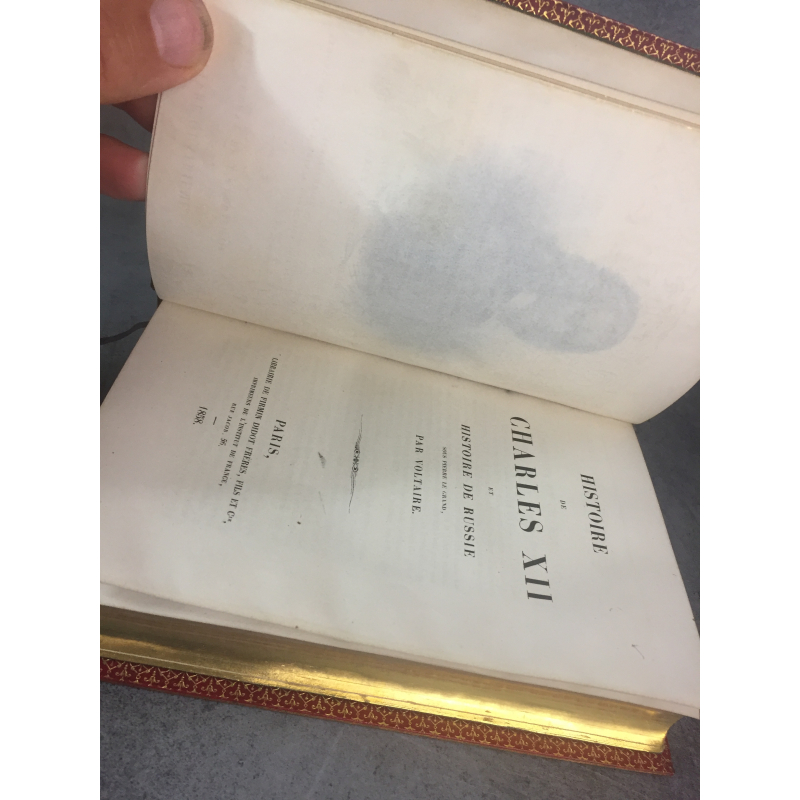 HISTOIRE
DE
CHARLES XII
ET
HISTOIRE DE RUSSIE
SOUS PIERRE LE GRAND,
PAR VOLTAIRE.
PARIS,
LIBRAIRIE DE FIRMIN DIDOT FRÈRES, FILS ET Cie,
IMPRIMEURS DE L'INSTITUT DE FRANCE,
RUE JACOB, 56.
1858.